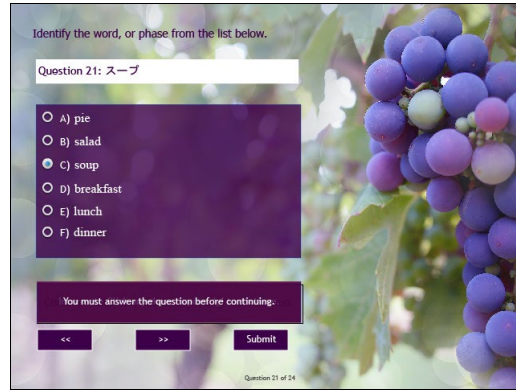 Identify the word, or phase from the list below.
Question 21: スープ
A) pie
B) salad
C) soup
D) breakfast
E) lunch
F) dinner
You must answer the question before continuing.
<< >> Submit
Question 21 of 24